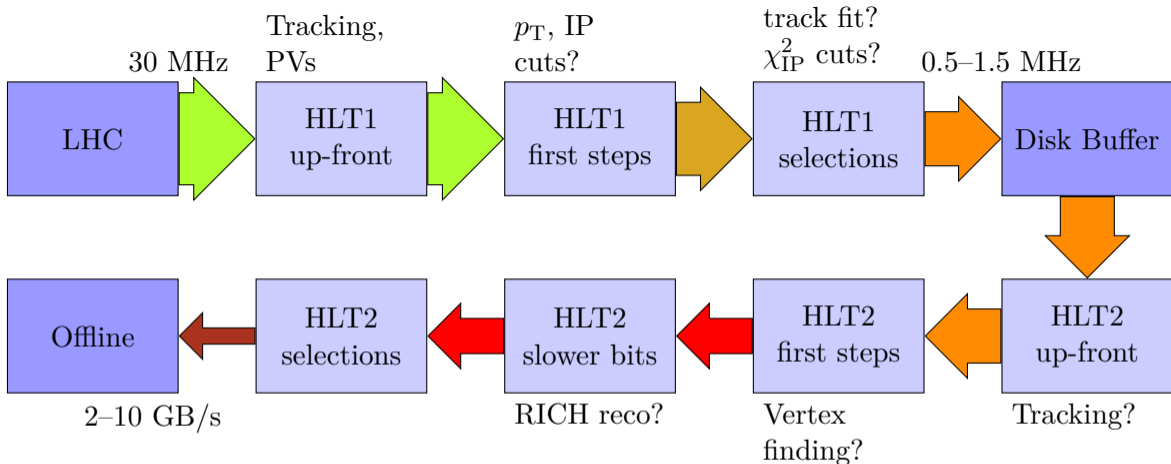 30 MHz
Tracking,
PVs
p_T, IP
cuts?
track fit?
χ²_IP cuts?
0.5–1.5 MHz
LHC
HLT1
up-front
HLT1
first steps
HLT1
selections
Disk Buffer
Offline
HLT2
selections
HLT2
slower bits
HLT2
first steps
HLT2
up-front
2–10 GB/s
RICH reco?
Vertex
finding?
Tracking?